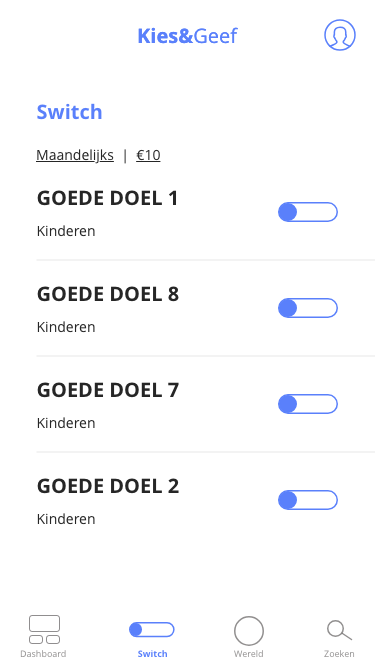 Kies&Geef
Switch
Maandelijks | €10
GOEDE DOEL 1
Kinderen
GOEDE DOEL 8
Kinderen
GOEDE DOEL 7
Kinderen
GOEDE DOEL 2
Kinderen
Dashboard Switch Wereld Zoeken